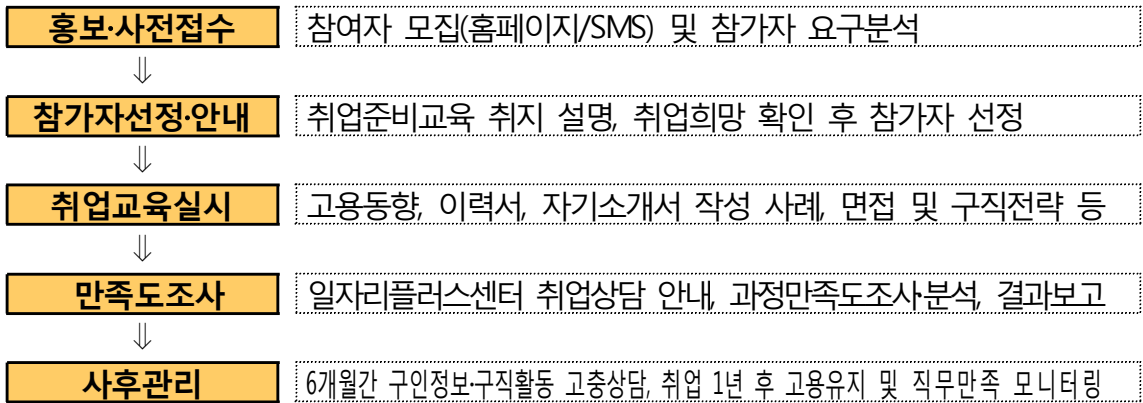 홍보·사전접수 참여자 모집(홈페이지/SMS) 및 참가자 요구분석
⇓
참가자선정·안내 취업준비교육 취지 설명, 취업희망 확인 후 참가자 선정
⇓
취업교육실시 고용동향, 이력서, 자기소개서 작성 사례, 면접 및 구직전략 등
⇓
만족도조사 일자리플러스센터 취업상담 안내, 과정만족도조사·분석, 결과보고
⇓
사후관리 6개월간 구인정보·구직활동 고충상담, 취업 1년 후 고용유지 및 직무만족 모니터링